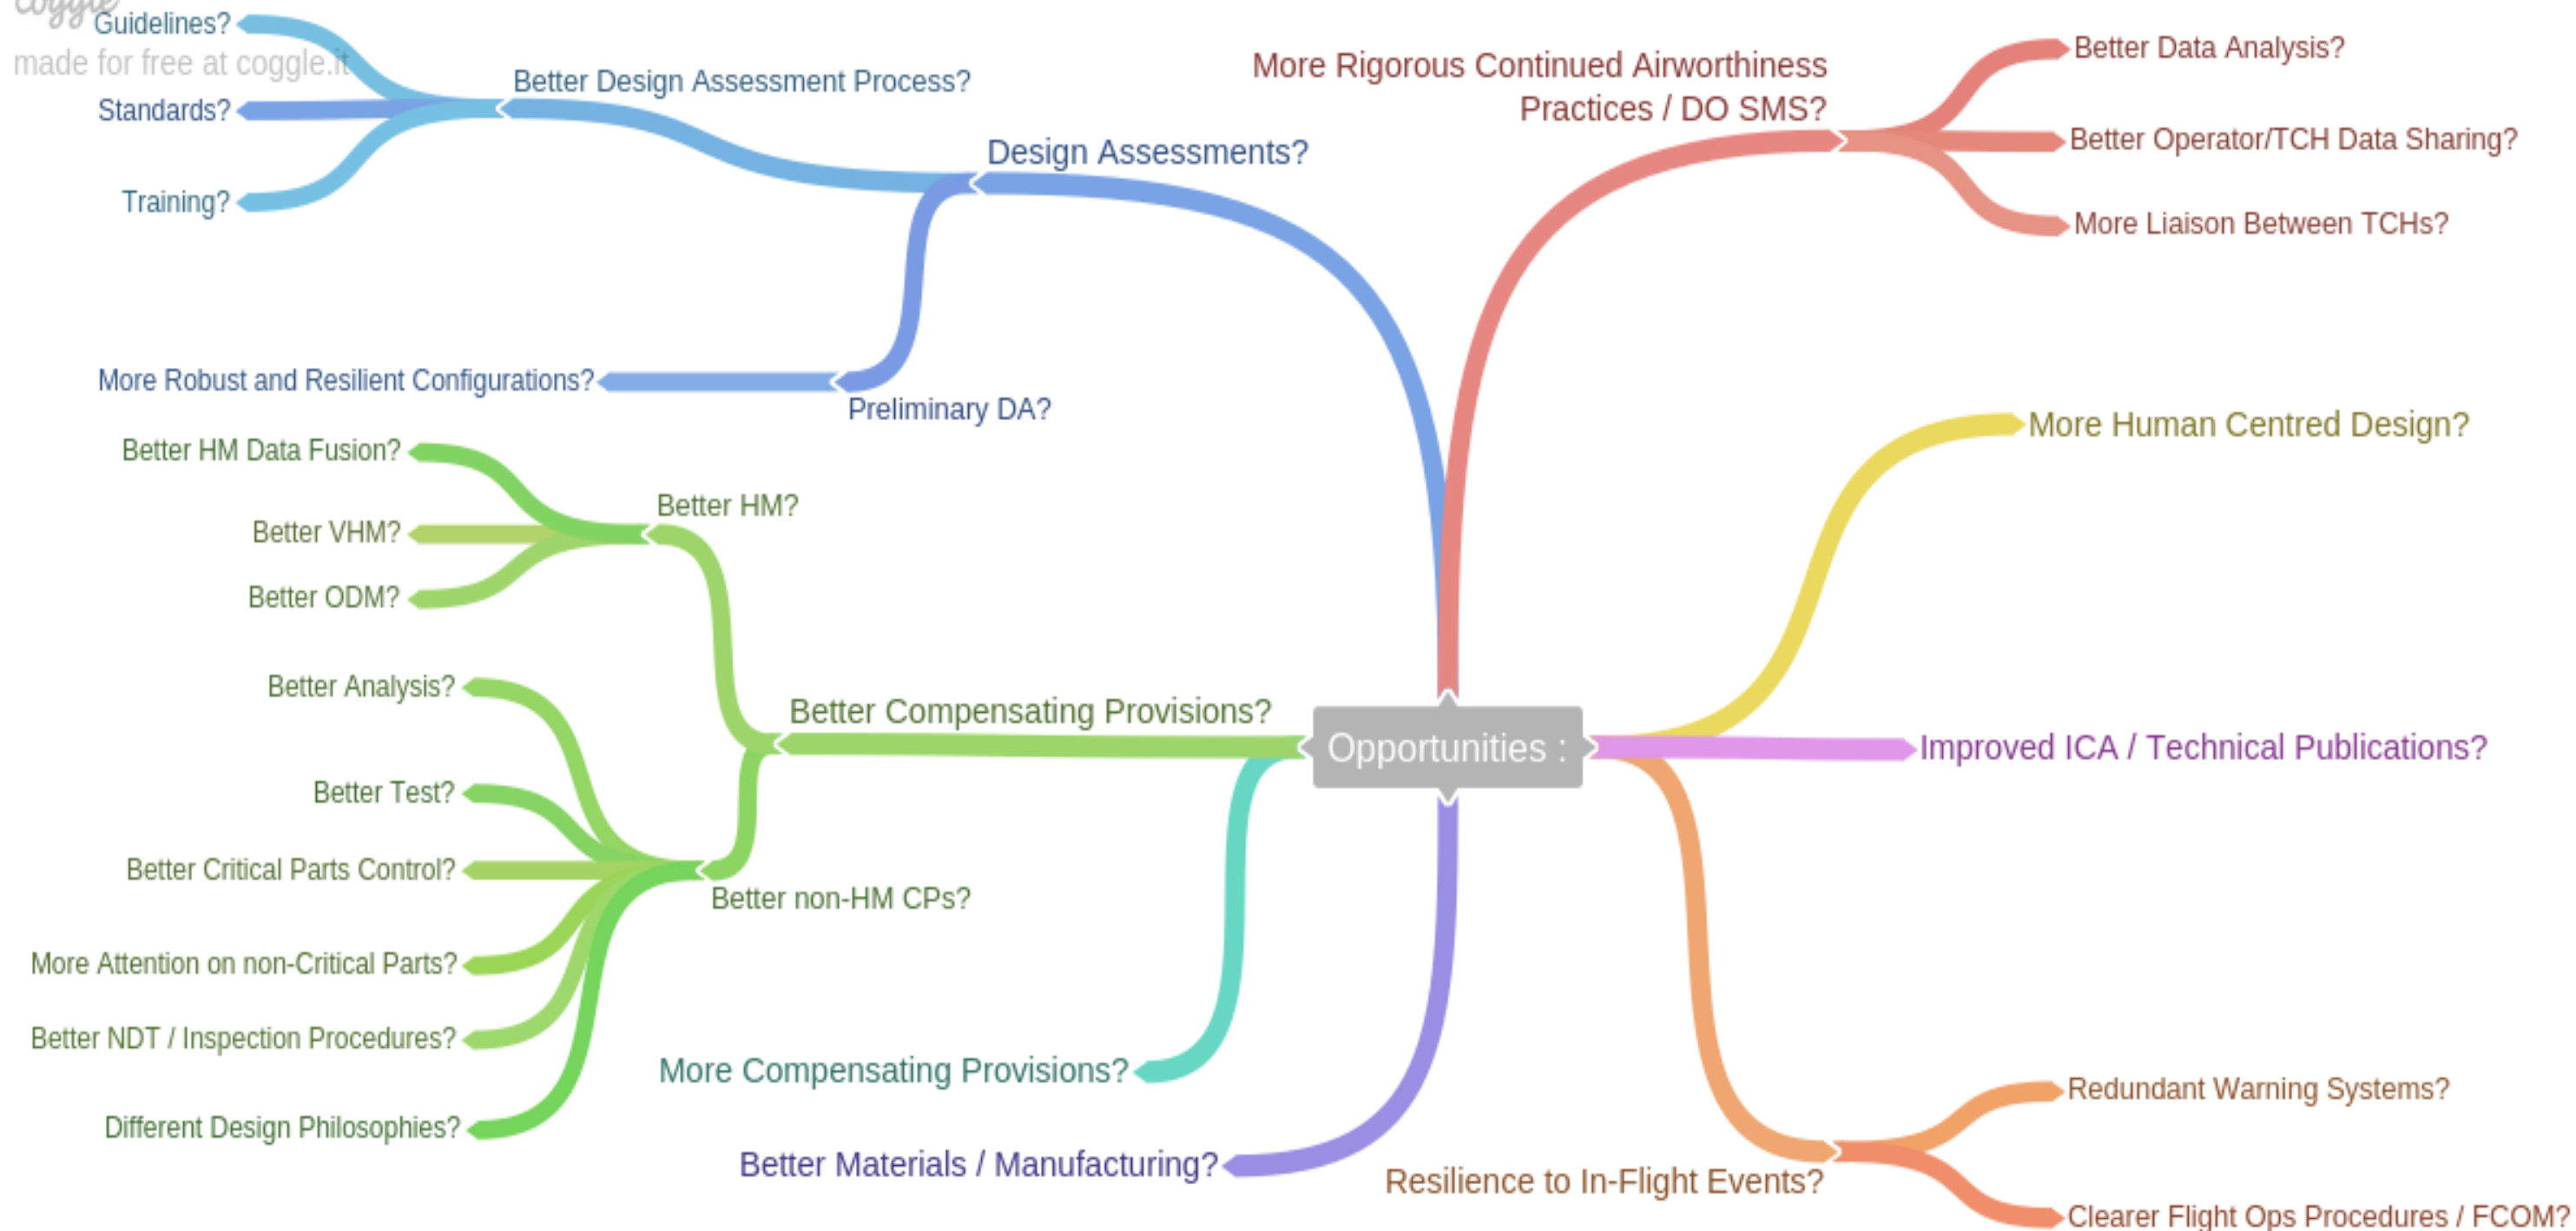 coggle
made for free at coggle.it
Guidelines?
Standards?
Training?
Better Design Assessment Process?
Design Assessments?
More Robust and Resilient Configurations?
Preliminary DA?
Better HM Data Fusion?
Better VHM?
Better ODM?
Better HM?
Better Analysis?
Better Test?
Better Critical Parts Control?
More Attention on non-Critical Parts?
Better NDT / Inspection Procedures?
Different Design Philosophies?
Better non-HM CPs?
Better Compensating Provisions?
More Compensating Provisions?
Better Materials / Manufacturing?
Opportunities :
More Rigorous Continued Airworthiness
Practices / DO SMS?
Better Data Analysis?
Better Operator/TCH Data Sharing?
More Liaison Between TCHs?
More Human Centred Design?
Improved ICA / Technical Publications?
Resilience to In-Flight Events?
Redundant Warning Systems?
Clearer Flight Ops Procedures / FCOM?